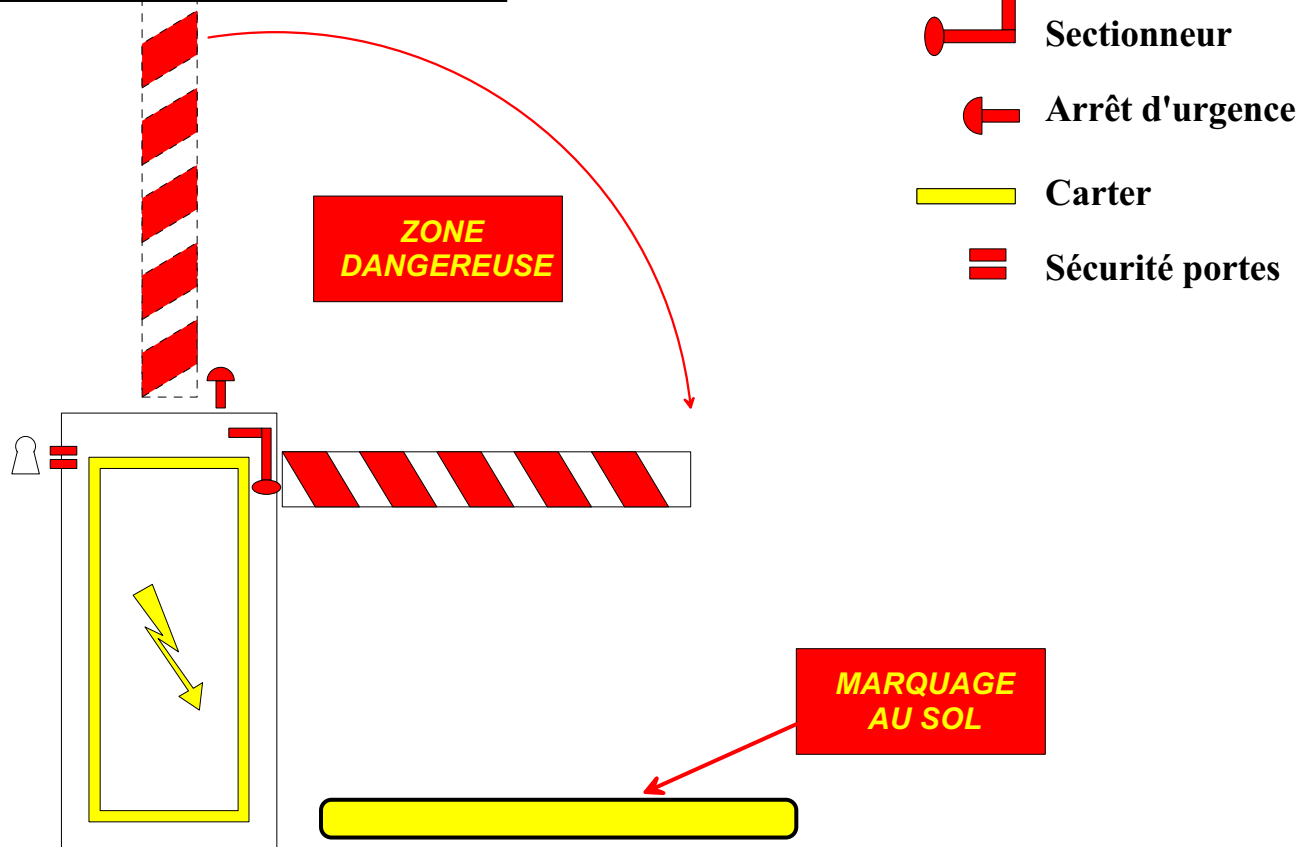 Sectionneur
Arrêt d'urgence
Carter
Sécurité portes
ZONE
DANGEREUSE
MARQUAGE
AU SOL